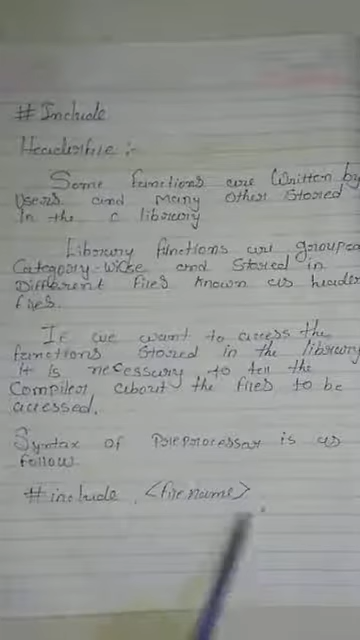 # Include
Headerfile :-
Some functions are Written by
Users and Many Other Stored
In the C library
Library functions are grouped
Category-Wise and Stored in
Different files known as header
files.
If we want to access the
functions Stored in the library
It is necessary to tell the
Compiler about the files to be
accessed.
Syntax of Preprocessor is as
follow
#include <file name>